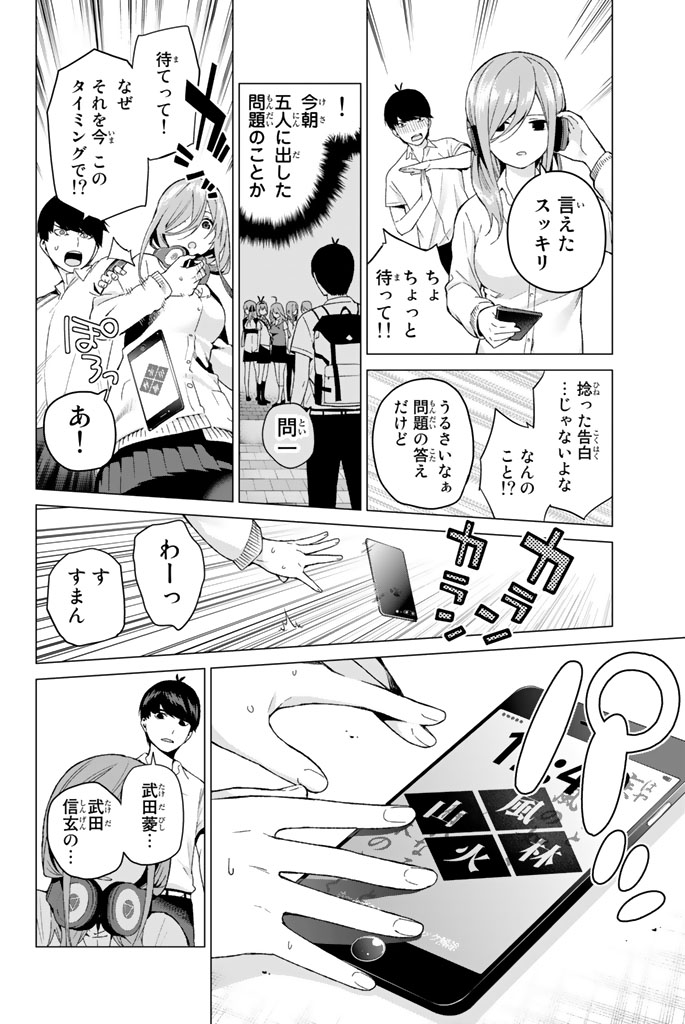 言えた
スッキリ
ちょ
ちょっと
待って!!
捻った告白
…じゃないよな
なんの
こと!?
うるさいなぁ
問題の答え
だけど
!
今朝
五人に出した
問題のことか
問一
待てって!
なぜ
それを今 この
タイミングで!?
ぽろっ
あ!
カラ
カラーン
わーっ
す
すまん
風
林
火
山
武田菱…
武田
信玄の…